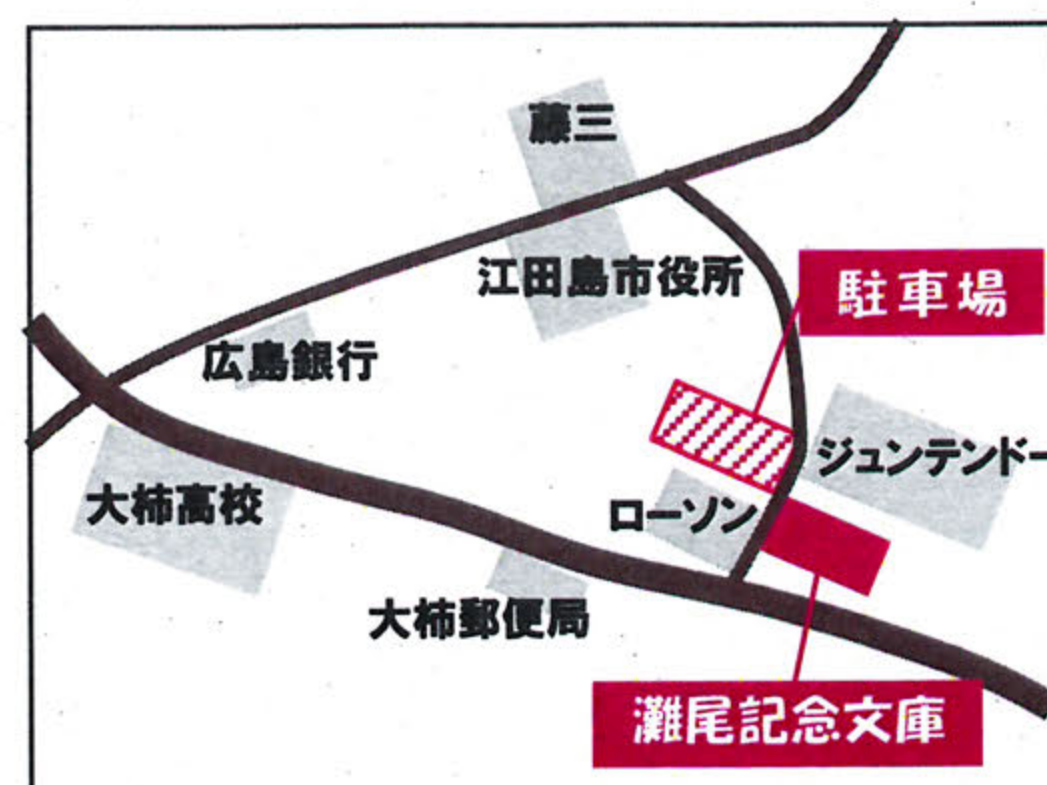 藤三
江田島市役所
駐車場
広島銀行
ジュンテンドー
大柿高校
ローソン
大柿郵便局
灘尾記念文庫